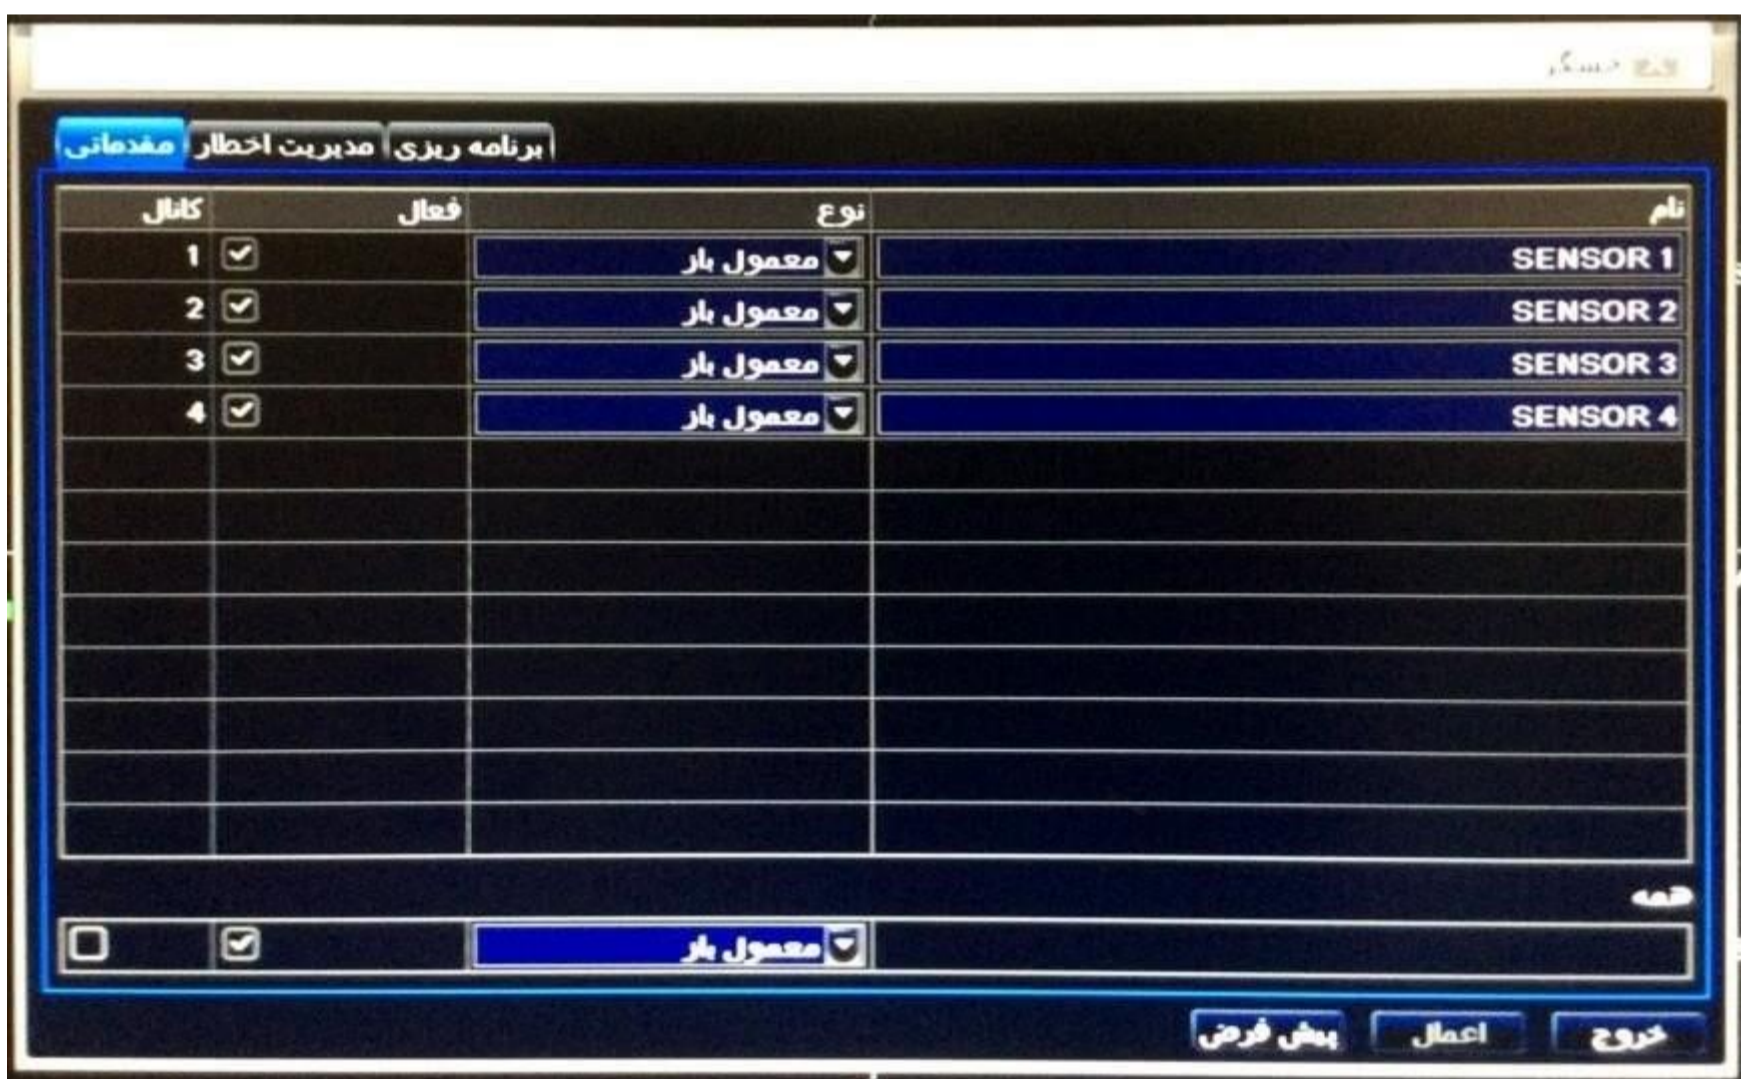 حسگر
مقدماتی مدیریت اخطار برنامه ریزی
کانال فعال نوع نام
1 معمول باز SENSOR 1
2 معمول باز SENSOR 2
3 معمول باز SENSOR 3
4 معمول باز SENSOR 4
همه
معمول باز
پیش فرض اعمال خروج